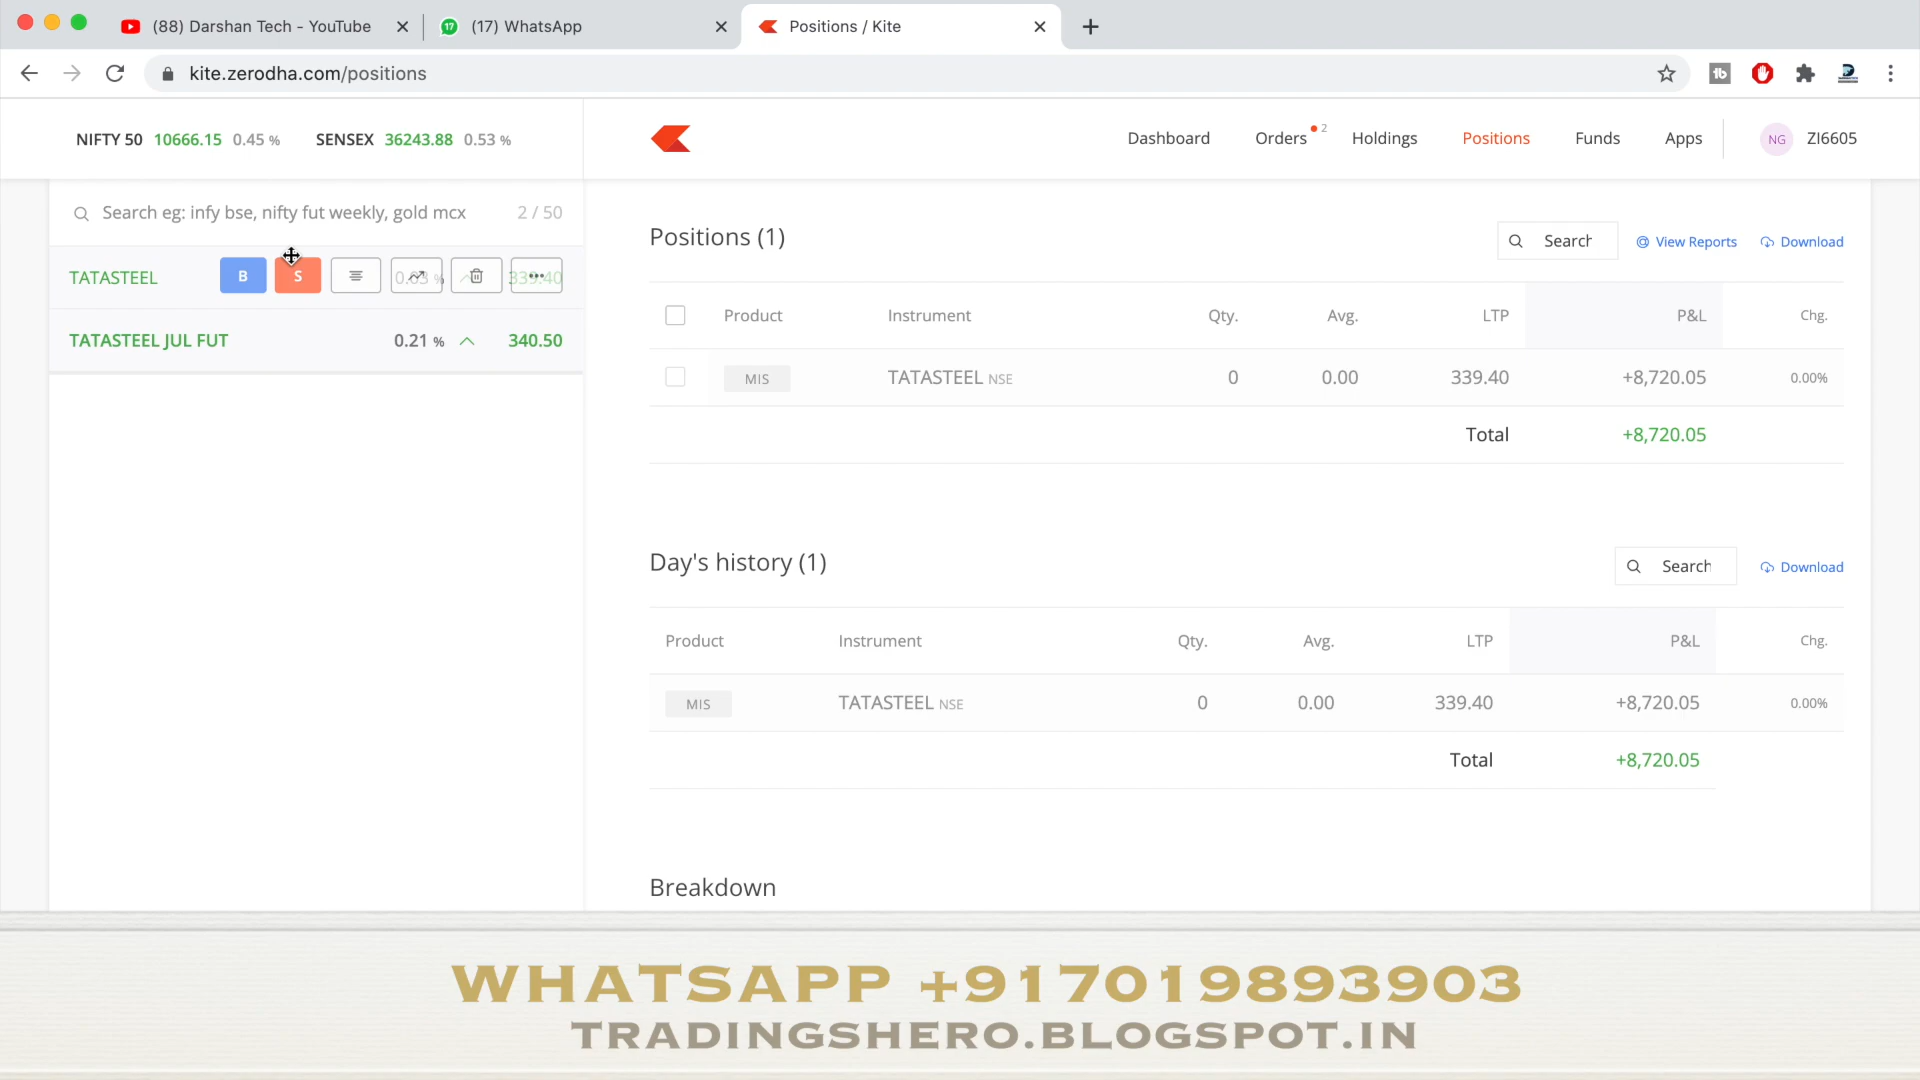 (88) Darshan Tech - YouTube
17
(17) WhatsApp
Positions / Kite
kite.zerodha.com/positions
NIFTY 50 10666.15 0.45 % SENSEX 36243.88 0.53 %
Dashboard Orders 2 Holdings Positions Funds Apps NG ZI6605
Search eg: infy bse, nifty fut weekly, gold mcx 2 / 50
TATASTEEL B S 339.40
TATASTEEL JUL FUT 0.21 % 340.50
Positions (1)
Search View Reports Download
Product Instrument Qty. Avg. LTP P&L Chg.
MIS TATASTEEL NSE 0 0.00 339.40 +8,720.05 0.00%
Total +8,720.05
Day's history (1)
Search Download
Product Instrument Qty. Avg. LTP P&L Chg.
MIS TATASTEEL NSE 0 0.00 339.40 +8,720.05 0.00%
Total +8,720.05
Breakdown
WHATSAPP +917019893903
TRADINGSHERO.BLOGSPOT.IN